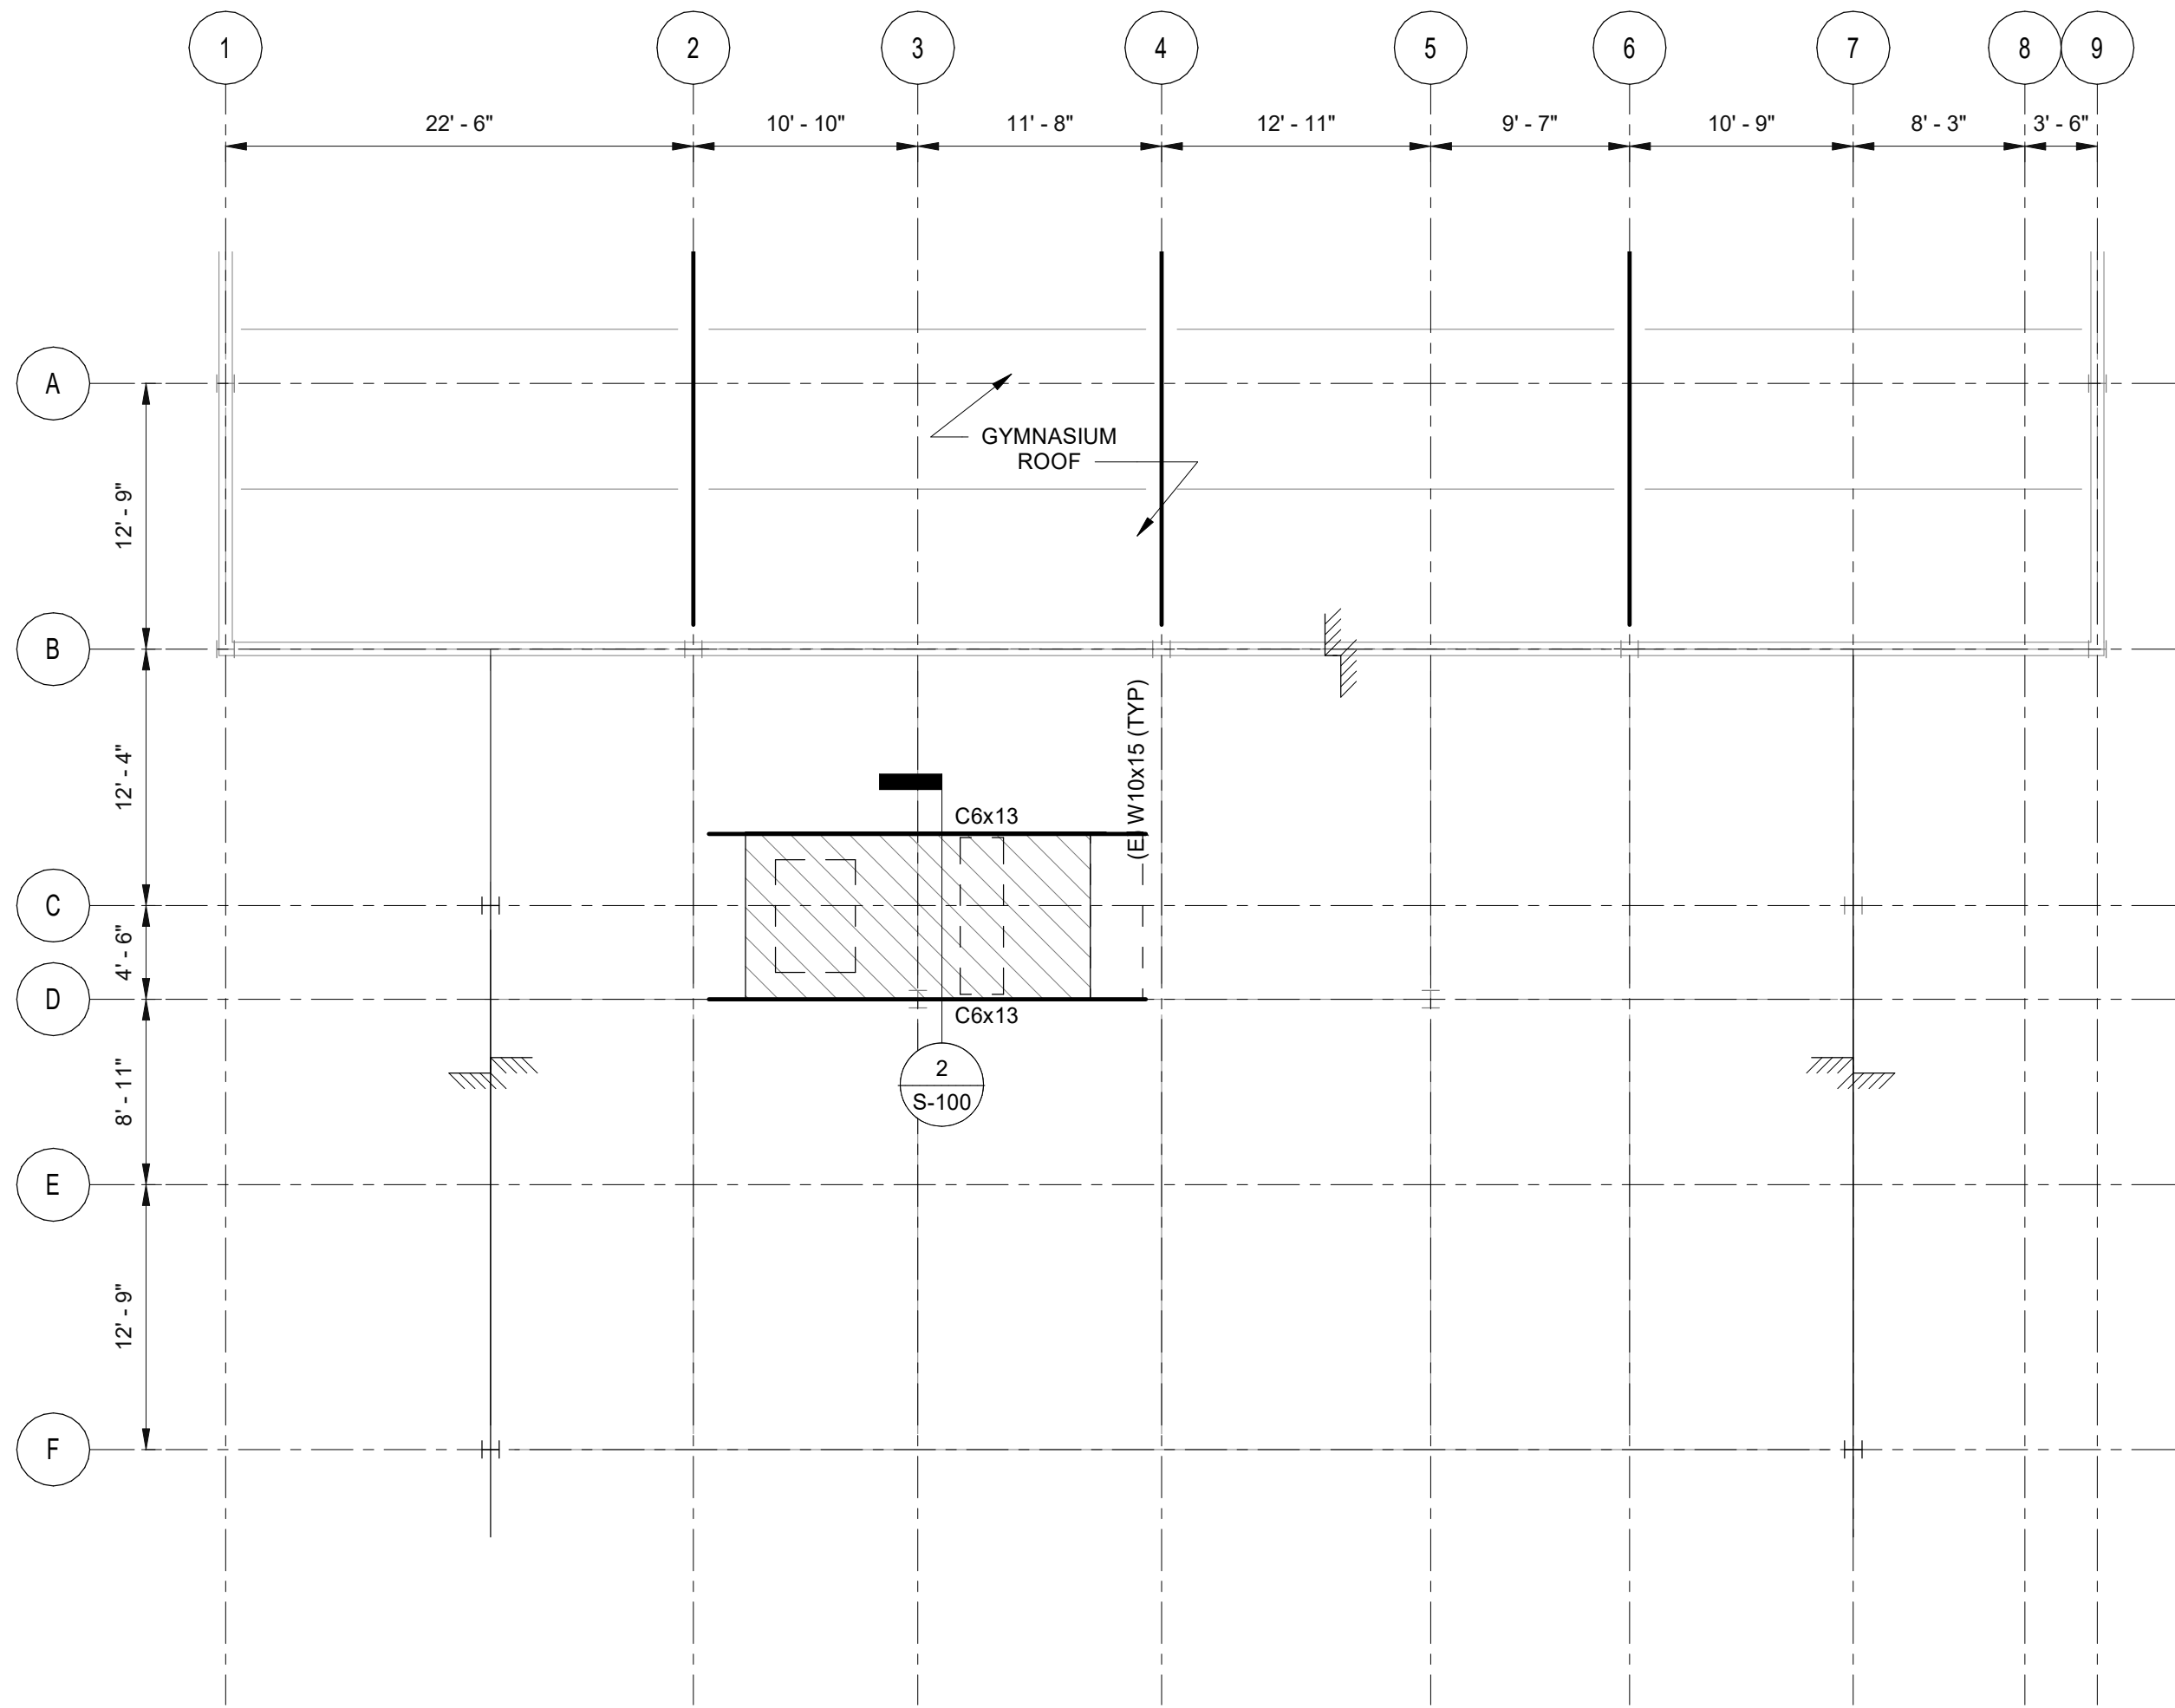 1
2
3
4
5
6
7
8
9
22' - 6"
10' - 10"
11' - 8"
12' - 11"
9' - 7"
10' - 9"
8' - 3"
3' - 6"
A
GYMNASIUM
ROOF
12' - 9"
B
(E) W10x15 (TYP)
12' - 4"
C6x13
C
4' - 6"
D
C6x13
2
S-100
8' - 11"
E
12' - 9"
F